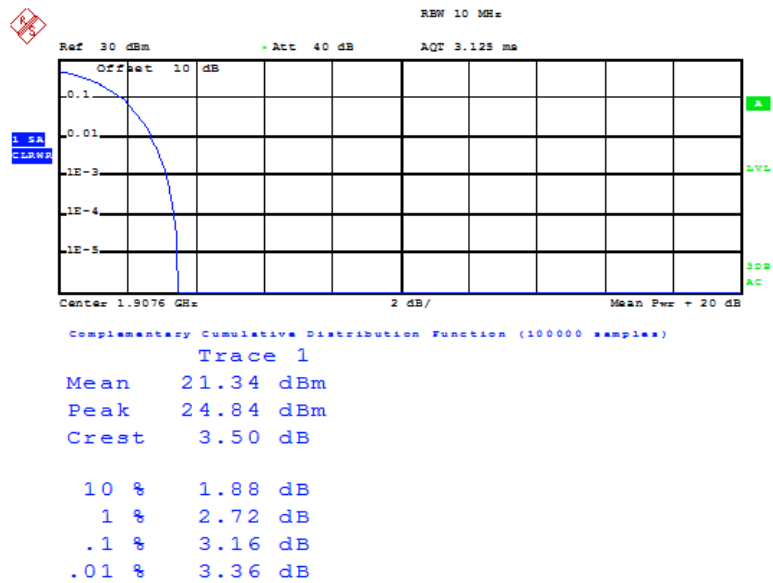 RBW 10 MHz
Ref 30 dBm * Att 40 dB AQT 3.125 ms
Offset 10 dB
0.1
A
0.01
1 SA
CLRWR
1E-3
LVL
1E-4
1E-5
3DB
AC
Center 1.9076 GHz 2 dB/ Mean Pwr + 20 dB
Complementary Cumulative Distribution Function (100000 samples)
Trace 1
Mean 21.34 dBm
Peak 24.84 dBm
Crest 3.50 dB
10 % 1.88 dB
1 % 2.72 dB
.1 % 3.16 dB
.01 % 3.36 dB